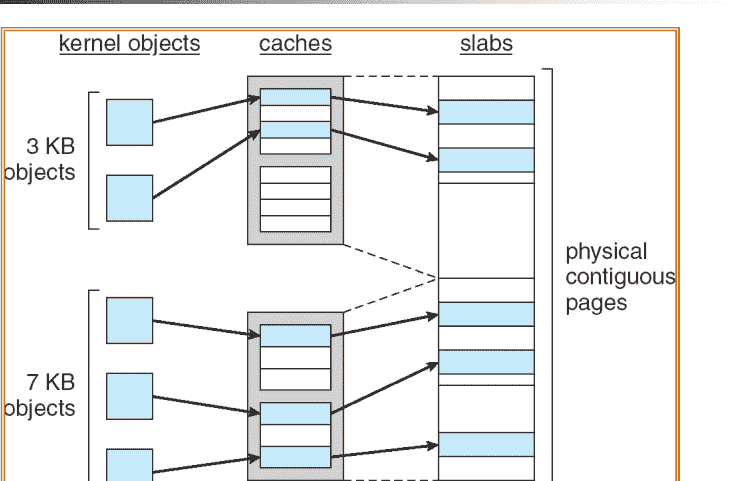 kernel objects
caches
slabs
3 KB
objects
physical
contiguous
pages
7 KB
objects